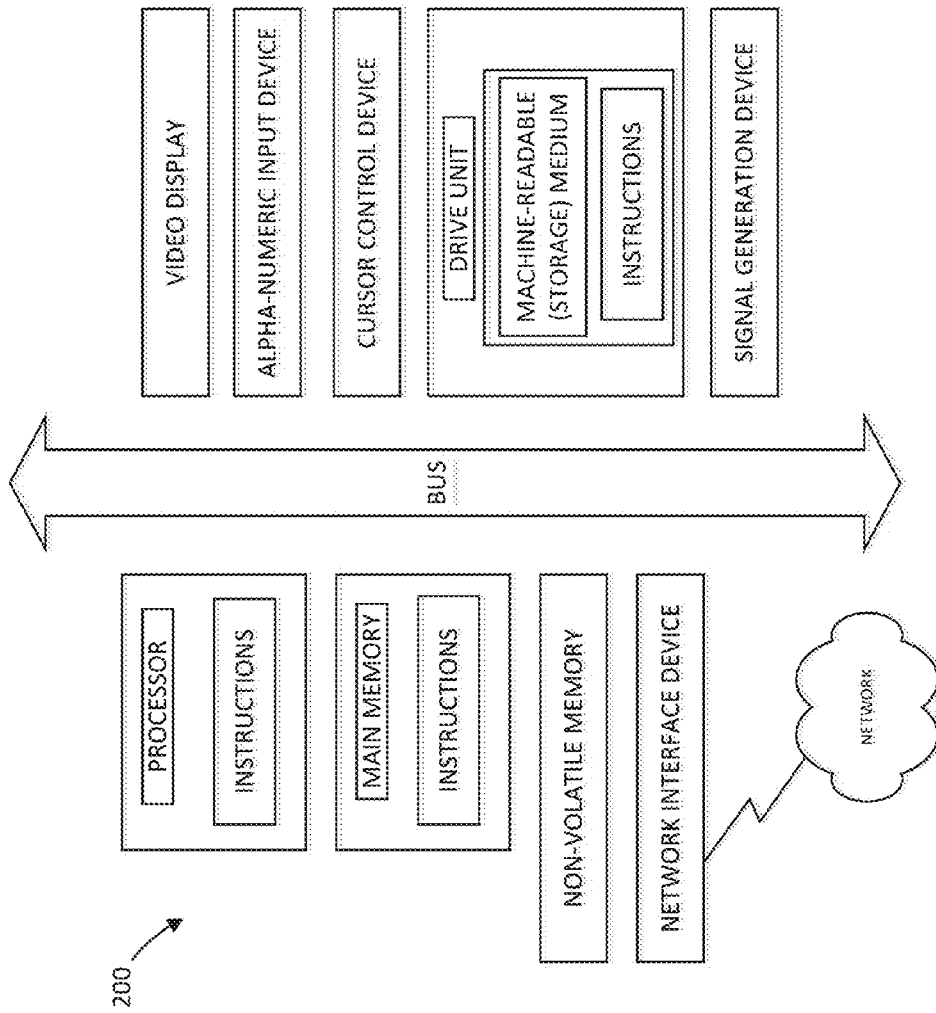 200
PROCESSOR
INSTRUCTIONS
MAIN MEMORY
INSTRUCTIONS
NON-VOLATILE MEMORY
NETWORK INTERFACE DEVICE
NETWORK
BUS
VIDEO DISPLAY
ALPHA-NUMERIC INPUT DEVICE
CURSOR CONTROL DEVICE
DRIVE UNIT
MACHINE-READABLE
(STORAGE) MEDIUM
INSTRUCTIONS
SIGNAL GENERATION DEVICE